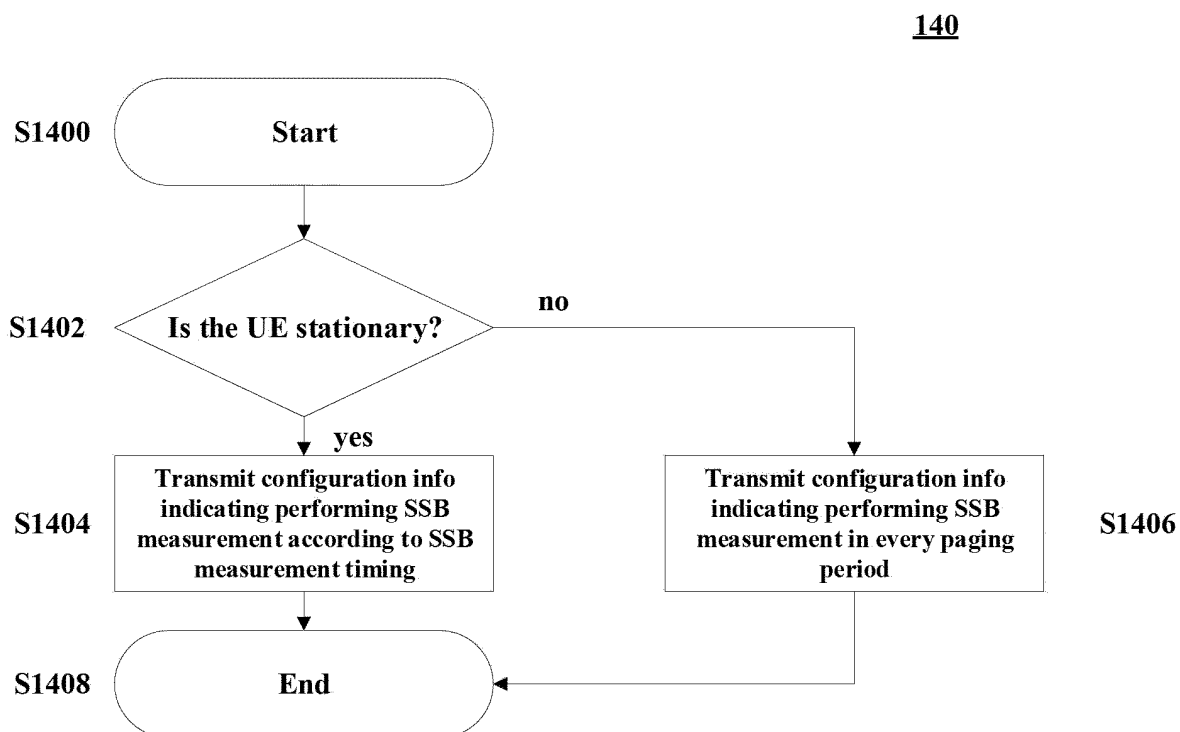 140
S1400
Start
S1402
Is the UE stationary?
no
yes
S1404
Transmit configuration info
indicating performing SSB
measurement according to SSB
measurement timing
Transmit configuration info
indicating performing SSB
measurement in every paging
period
S1406
S1408
End